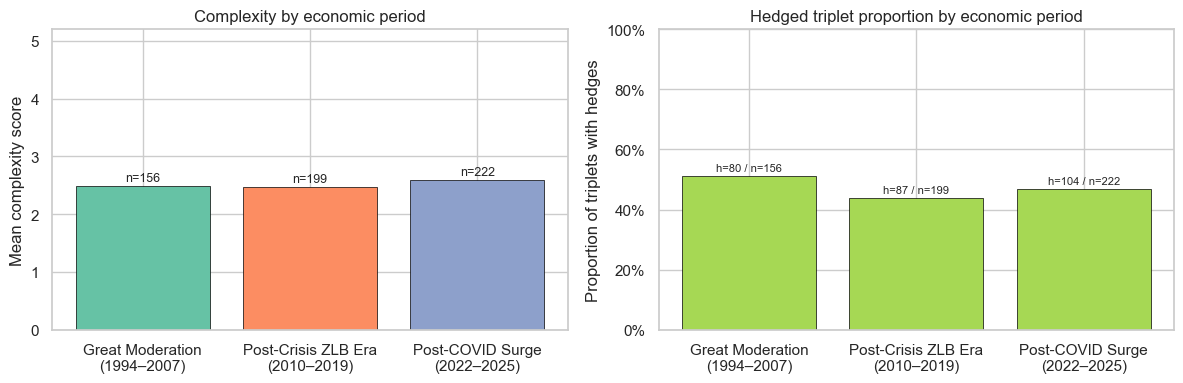 Complexity by economic period
Mean complexity score
5
4
3
2
1
0
n=156
n=199
n=222
Great Moderation
(1994–2007)
Post-Crisis ZLB Era
(2010–2019)
Post-COVID Surge
(2022–2025)
Hedged triplet proportion by economic period
Proportion of triplets with hedges
100%
80%
60%
40%
20%
0%
h=80 / n=156
h=87 / n=199
h=104 / n=222
Great Moderation
(1994–2007)
Post-Crisis ZLB Era
(2010–2019)
Post-COVID Surge
(2022–2025)